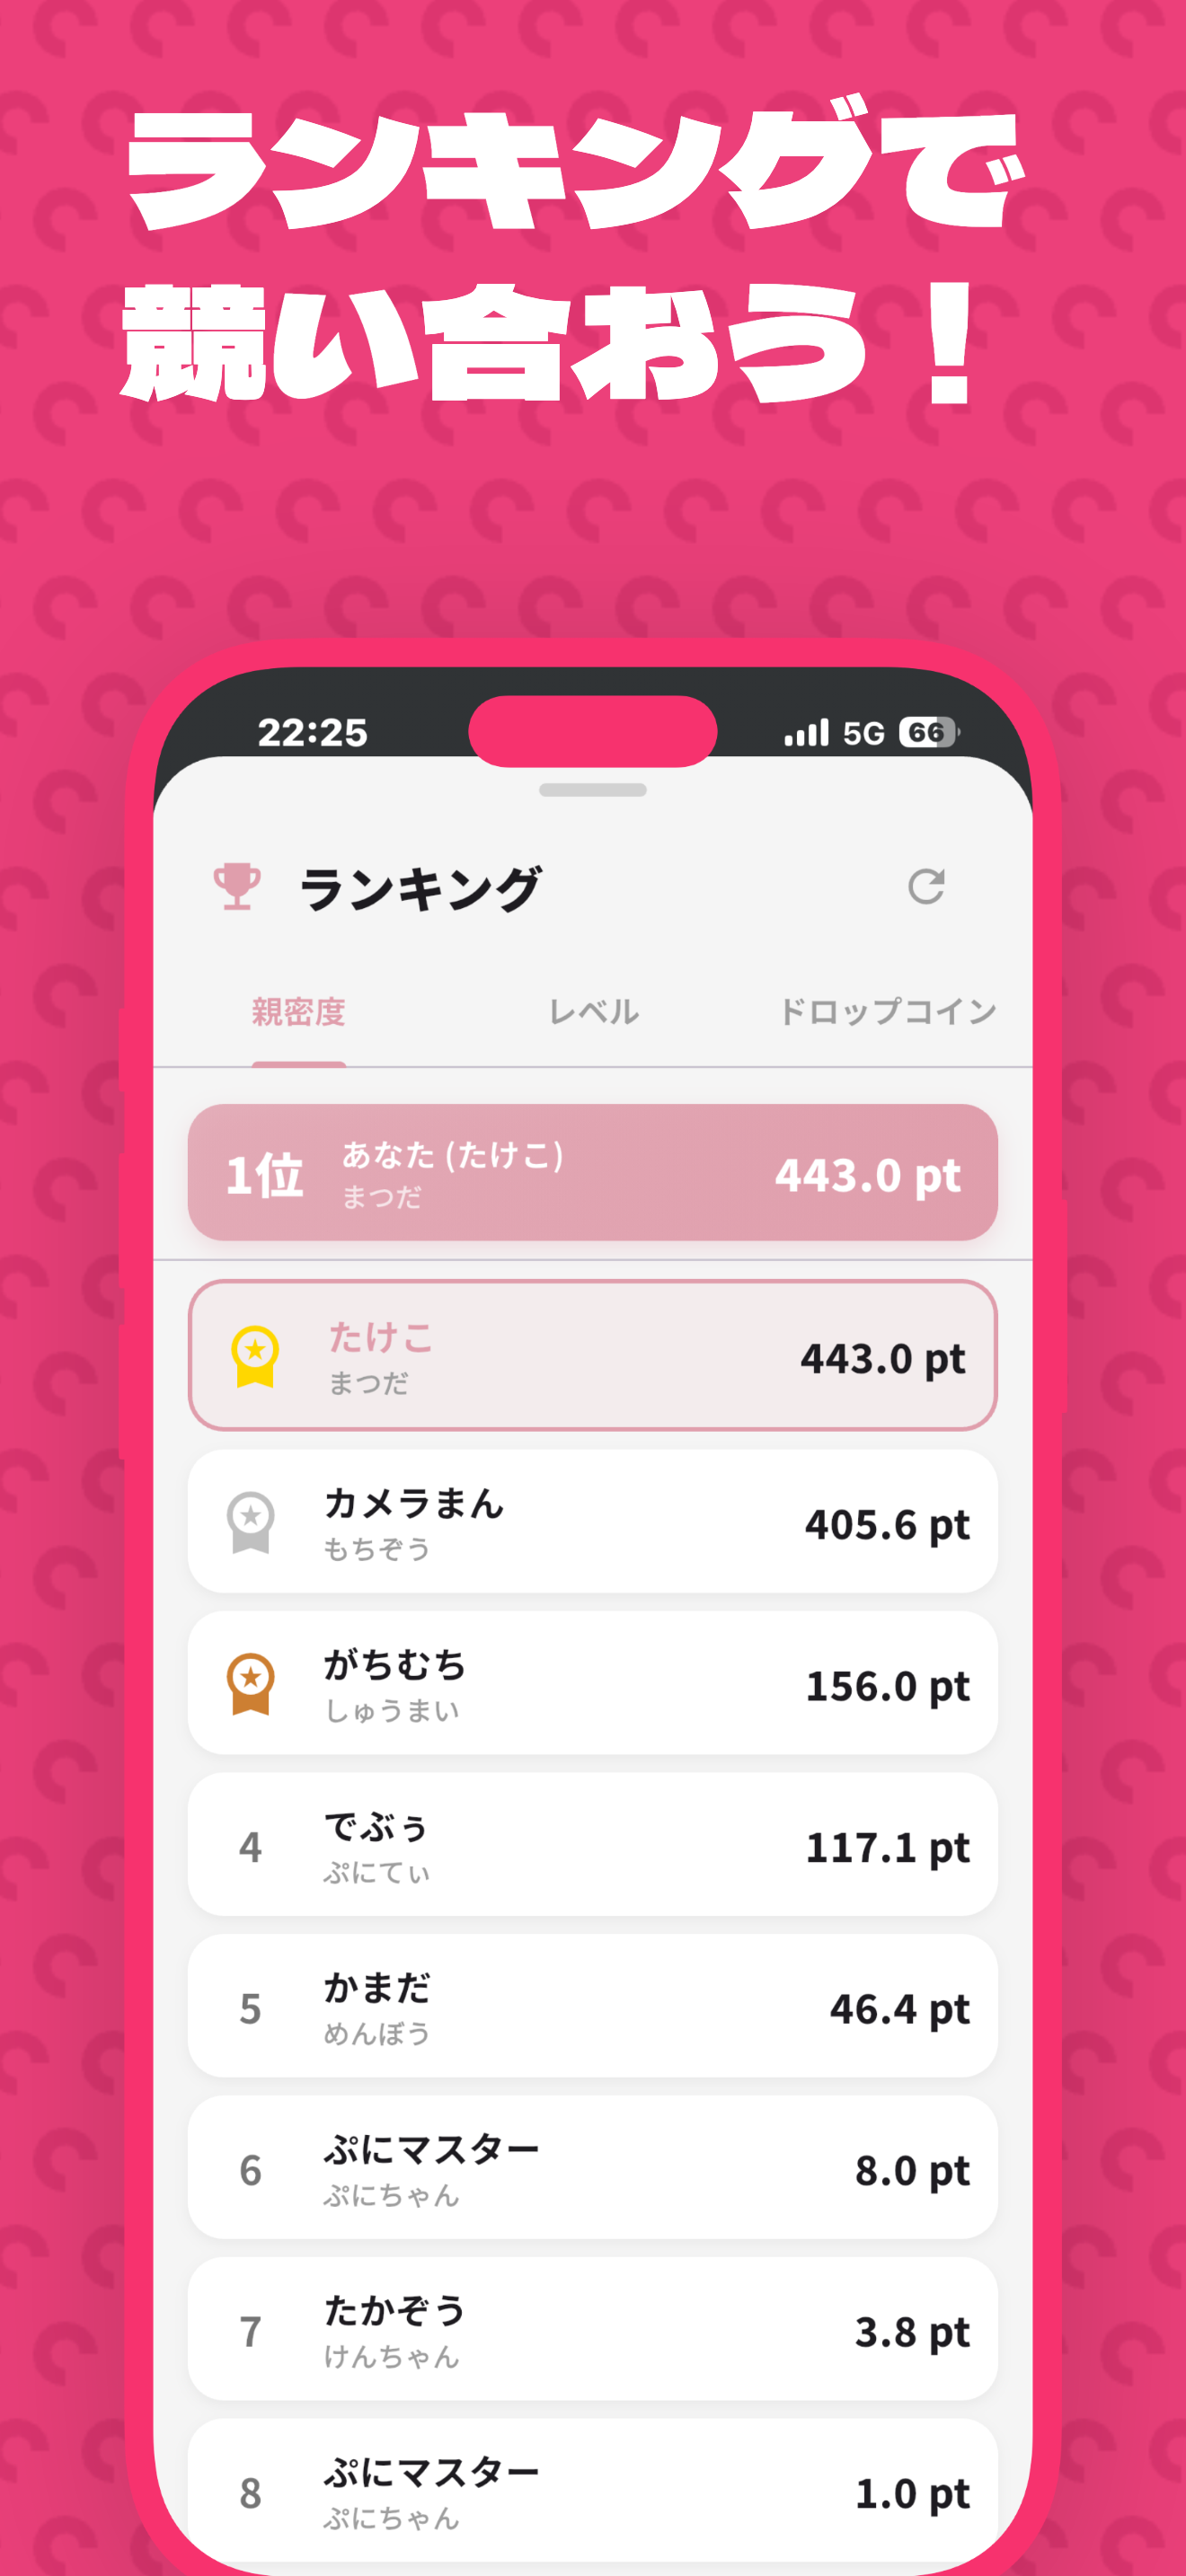 ランキングで
競い合おう!
22:25 5G 66
ランキング
親密度 レベル ドロップコイン
1位 あなた (たけこ) 443.0 pt
まつだ
たけこ 443.0 pt
まつだ
カメラまん 405.6 pt
もちぞう
がちむち 156.0 pt
しゅうまい
4 でぶぅ 117.1 pt
ぷにてぃ
5 かまだ 46.4 pt
めんぼう
6 ぷにマスター 8.0 pt
ぷにちゃん
7 たかぞう 3.8 pt
けんちゃん
8 ぷにマスター 1.0 pt
ぷにちゃん